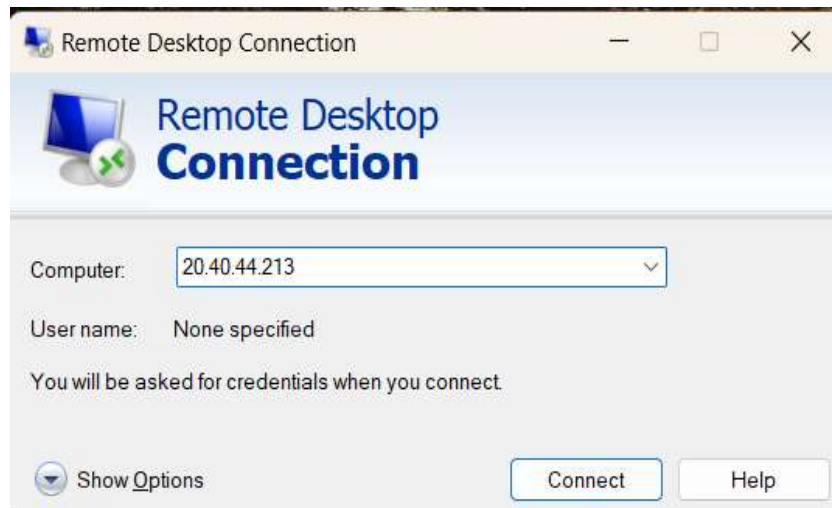 Remote Desktop Connection
Remote Desktop
Connection
Computer: 20.40.44.213
User name: None specified
You will be asked for credentials when you connect.
Show Options Connect Help